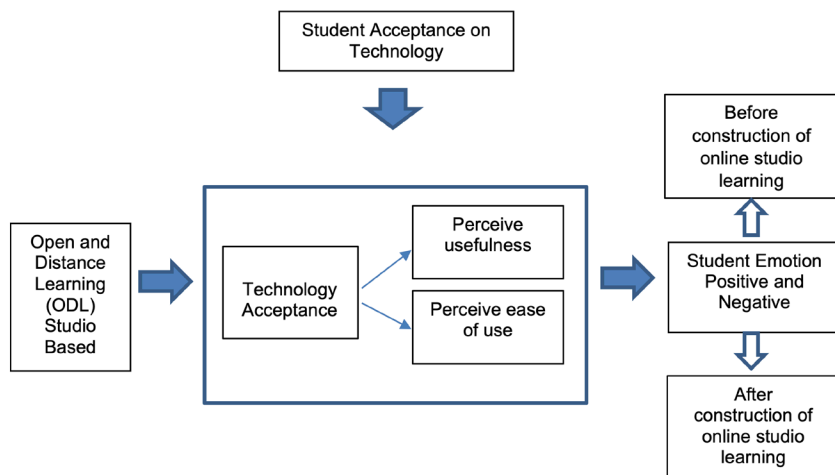 Student Acceptance on
Technology
Before
construction of
online studio
learning
Open and
Distance
Learning
(ODL)
Studio
Based
Technology
Acceptance
Perceive
usefulness
Perceive ease
of use
Student Emotion
Positive and
Negative
After
construction of
online studio
learning